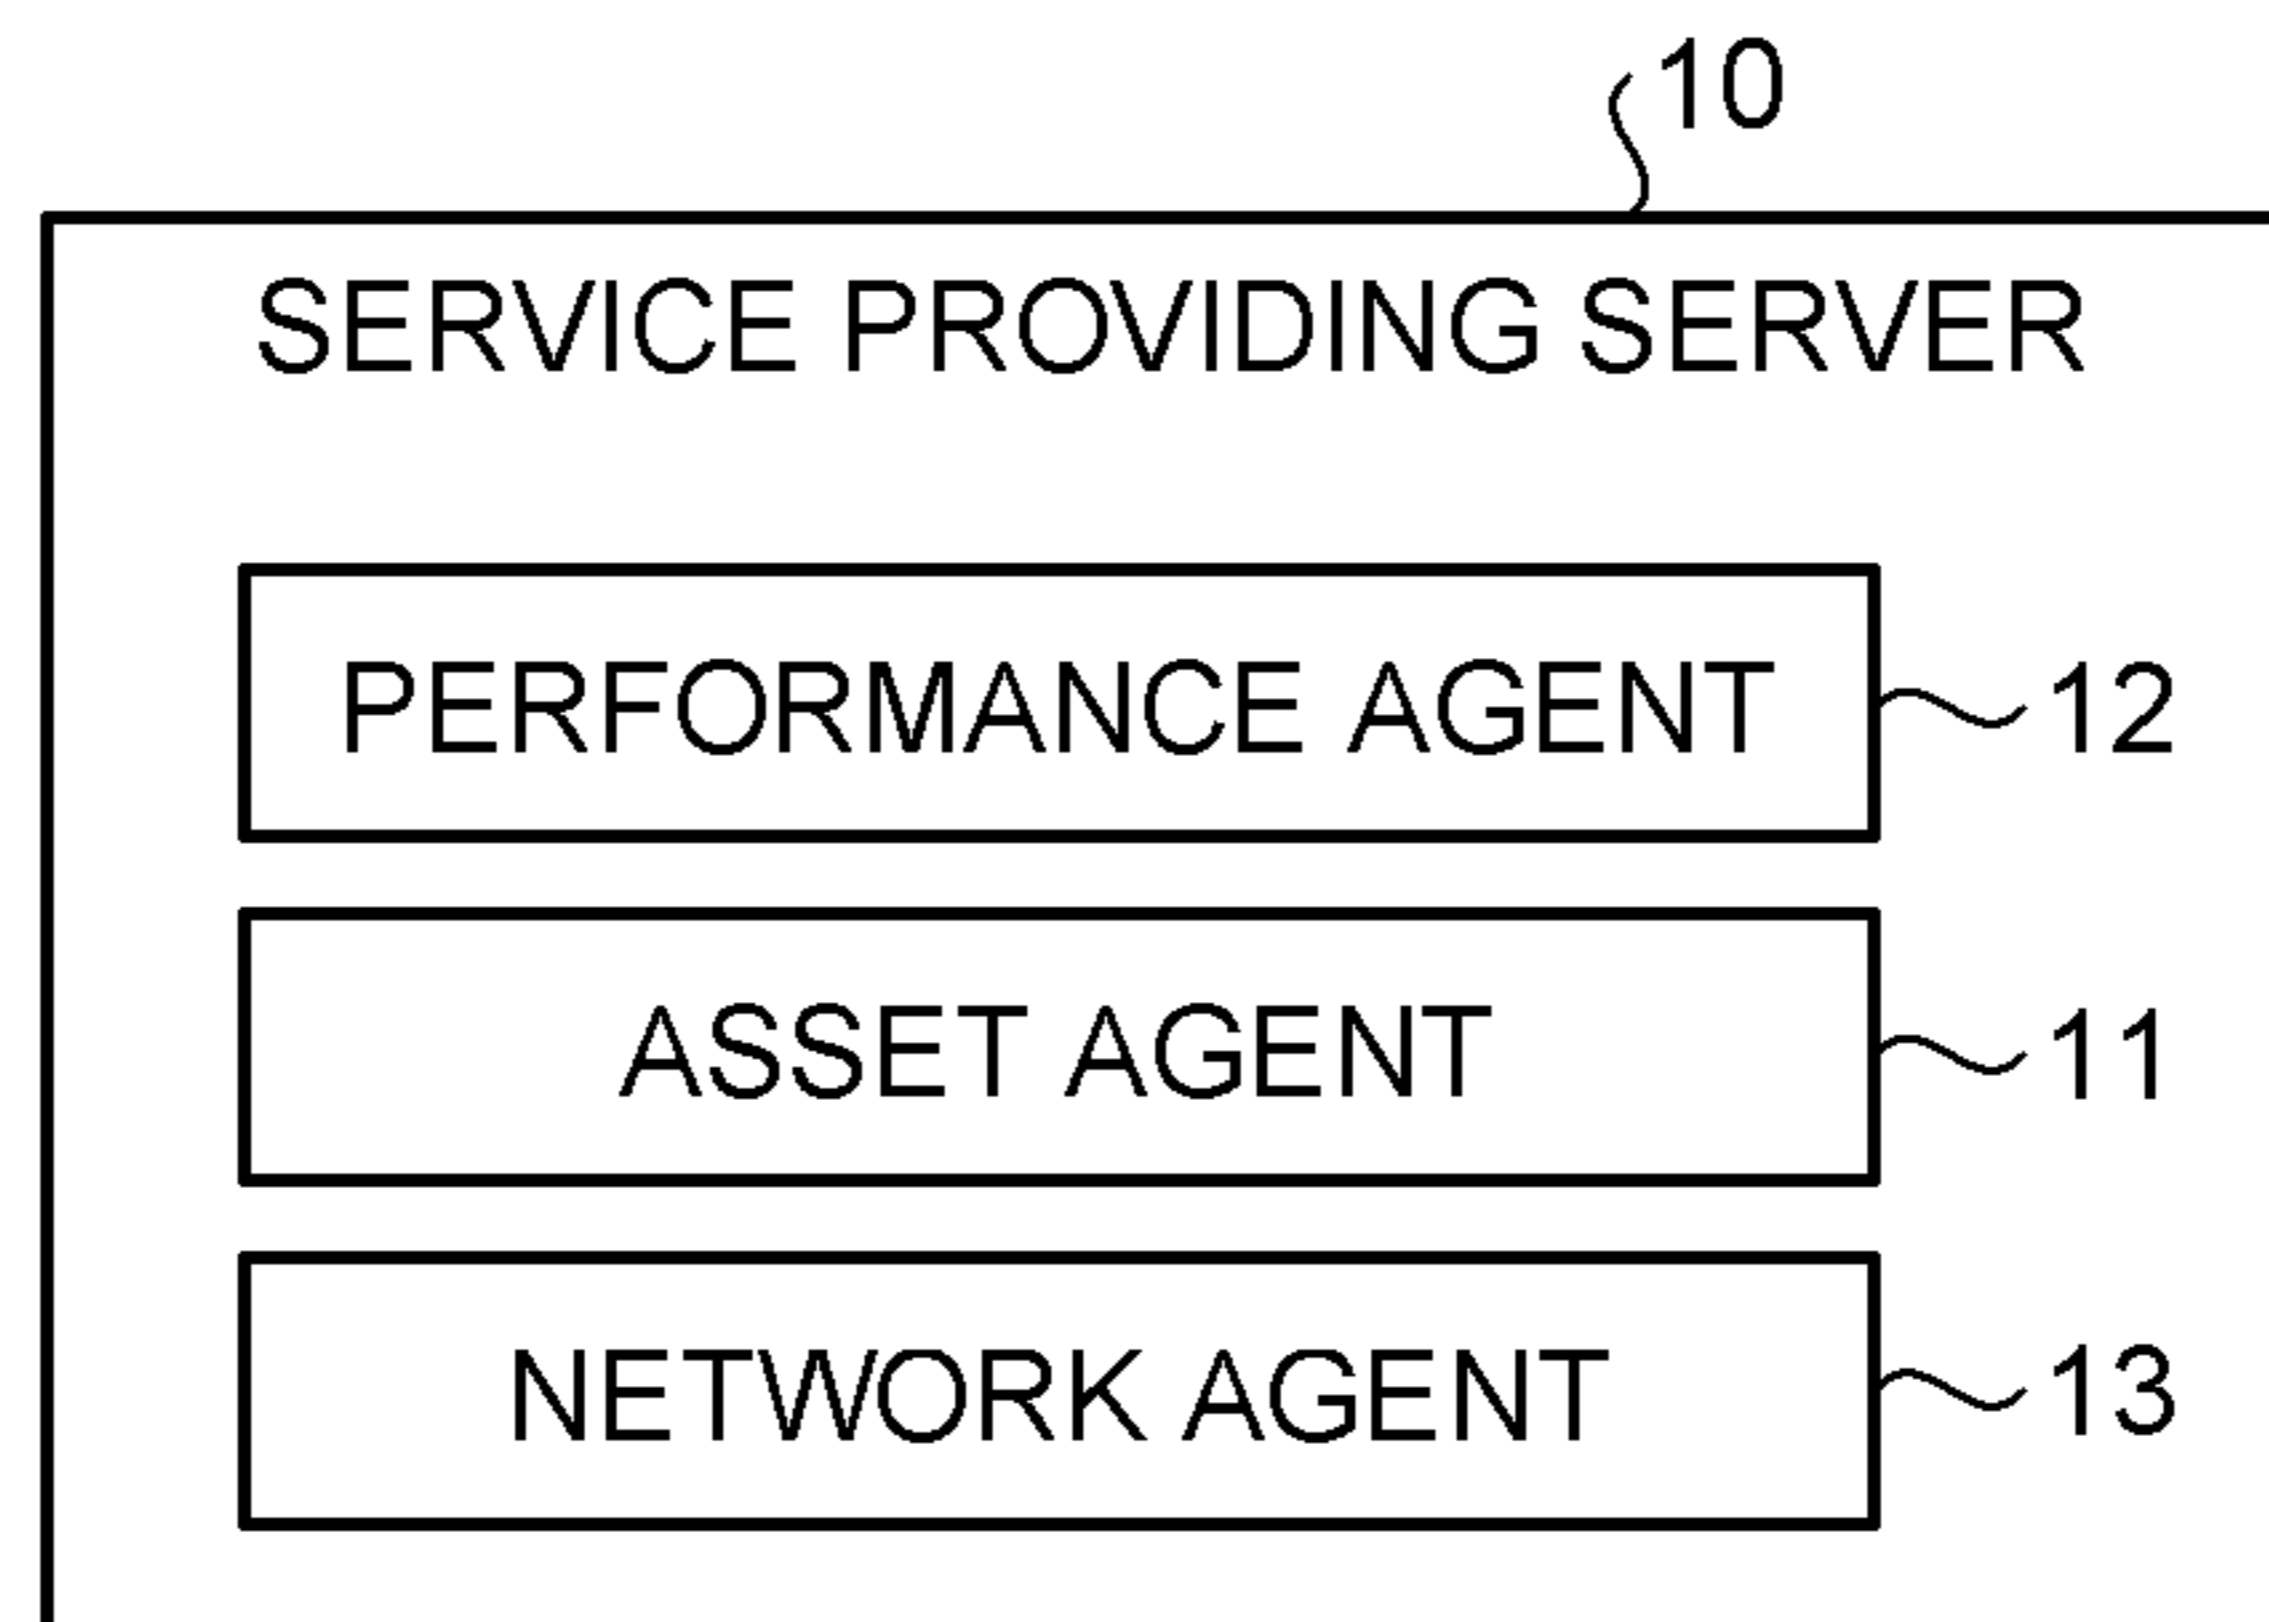 10
SERVICE PROVIDING SERVER
PERFORMANCE AGENT 12
ASSET AGENT 11
NETWORK AGENT 13